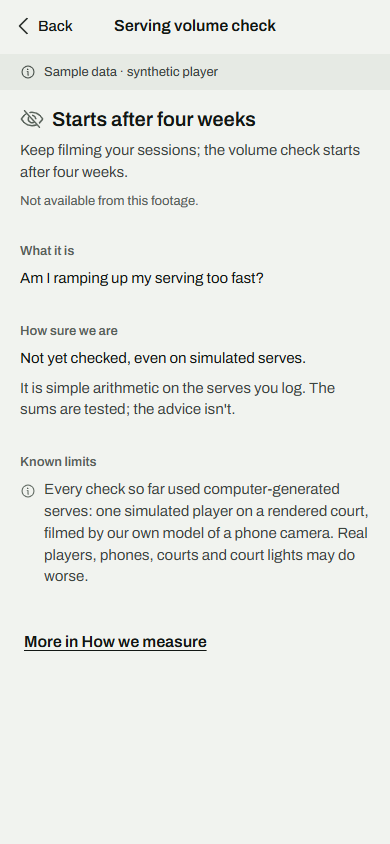 Back
Serving volume check
Sample data · synthetic player
Starts after four weeks
Keep filming your sessions; the volume check starts
after four weeks.
Not available from this footage.
What it is
Am I ramping up my serving too fast?
How sure we are
Not yet checked, even on simulated serves.
It is simple arithmetic on the serves you log. The
sums are tested; the advice isn't.
Known limits
Every check so far used computer-generated
serves: one simulated player on a rendered court,
filmed by our own model of a phone camera. Real
players, phones, courts and court lights may do
worse.
More in How we measure